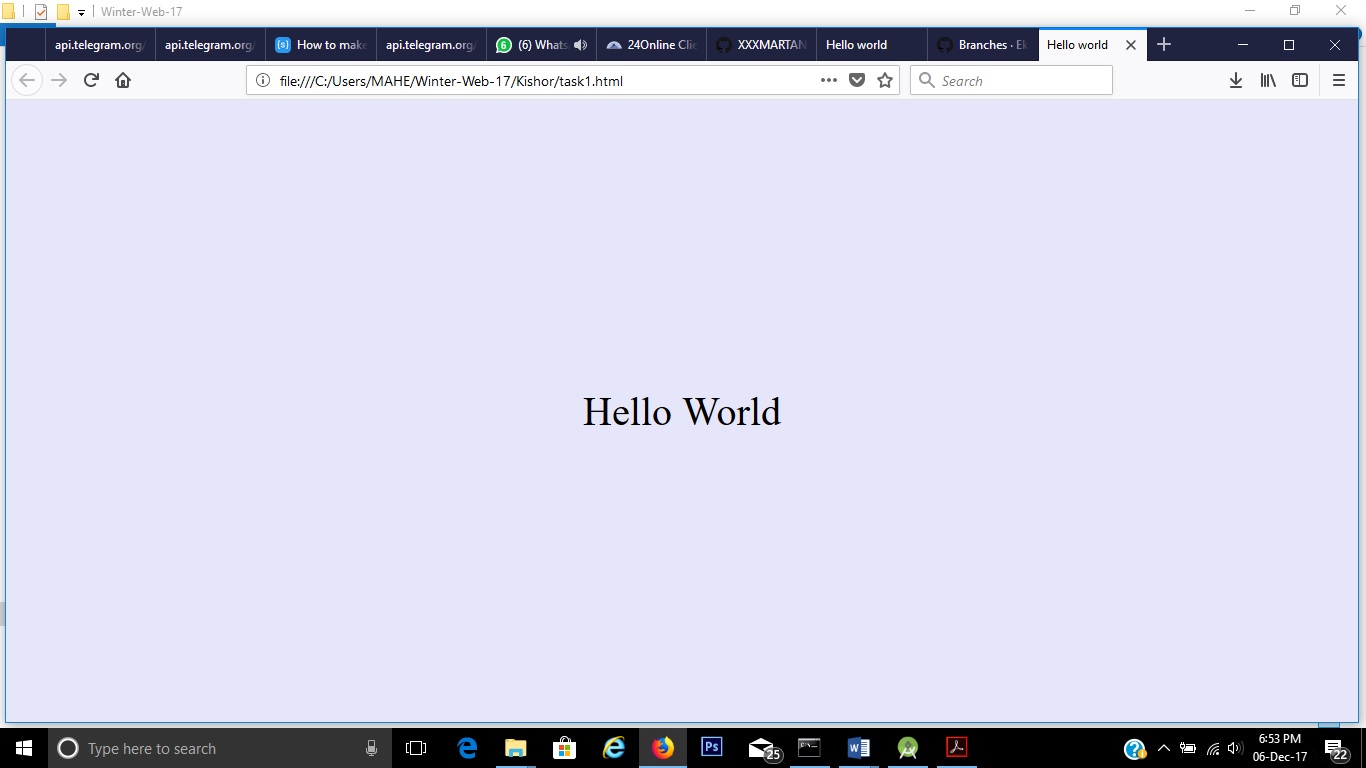 Winter-Web-17
api.telegram.org/
api.telegram.org/
How to make
api.telegram.org/
(6) Whats
24Online Clie
XXXMARTAN
Hello world
Branches · Ek
Hello world
file:///C:/Users/MAHE/Winter-Web-17/Kishor/task1.html
Search
Hello World
Type here to search
Ps
25
6:53 PM
06-Dec-17
22